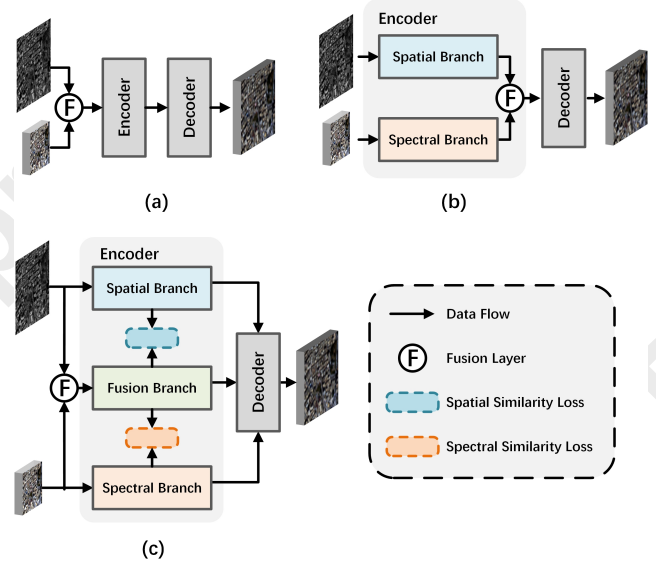 F
Encoder
Decoder
(a)
Encoder
Spatial Branch
Spectral Branch
F
Decoder
(b)
Encoder
Spatial Branch
F
Fusion Branch
Spectral Branch
Decoder
(c)
Data Flow
F
Fusion Layer
Spatial Similarity Loss
Spectral Similarity Loss